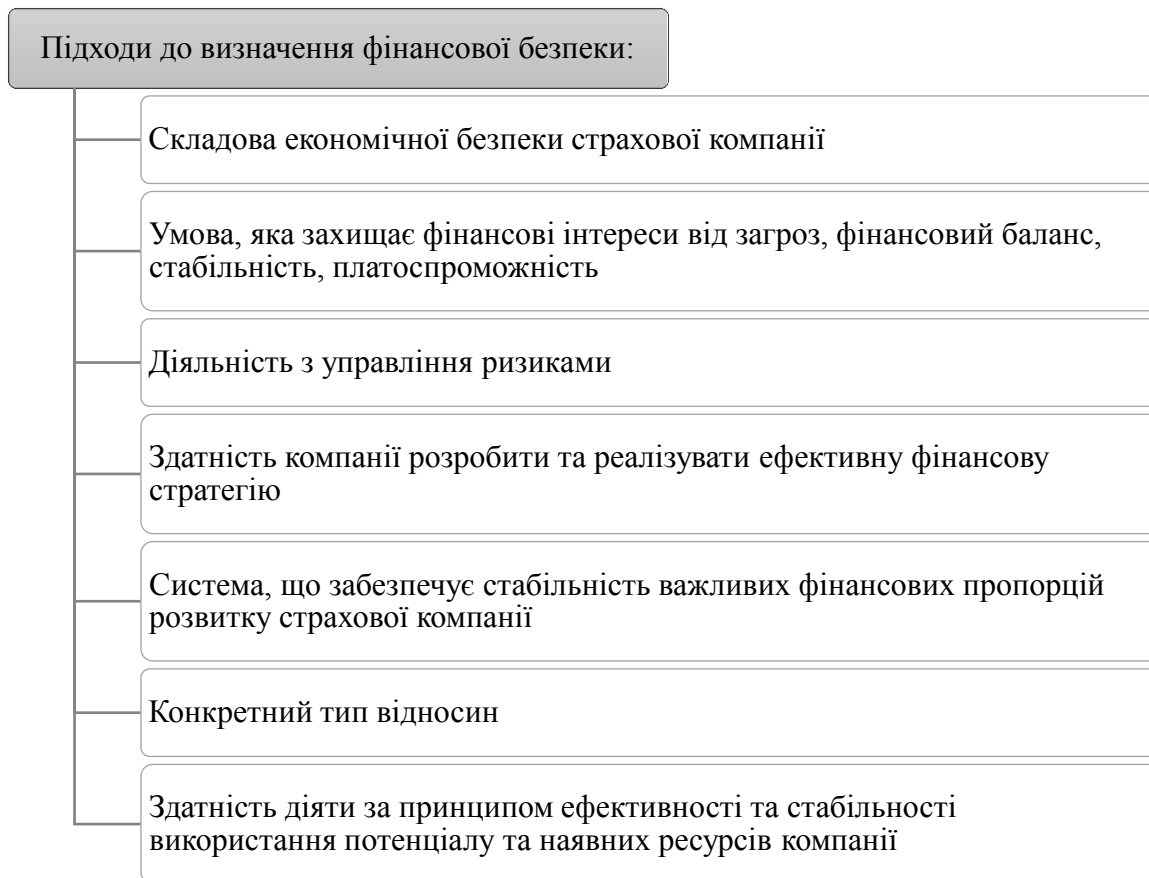 Підходи до визначення фінансової безпеки:
Складова економічної безпеки страхової компанії
Умова, яка захищає фінансові інтереси від загроз, фінансовий баланс,
стабільність, платоспроможність
Діяльність з управління ризиками
Здатність компанії розробити та реалізувати ефективну фінансову
стратегію
Система, що забезпечує стабільність важливих фінансових пропорцій
розвитку страхової компанії
Конкретний тип відносин
Здатність діяти за принципом ефективності та стабільності
використання потенціалу та наявних ресурсів компанії